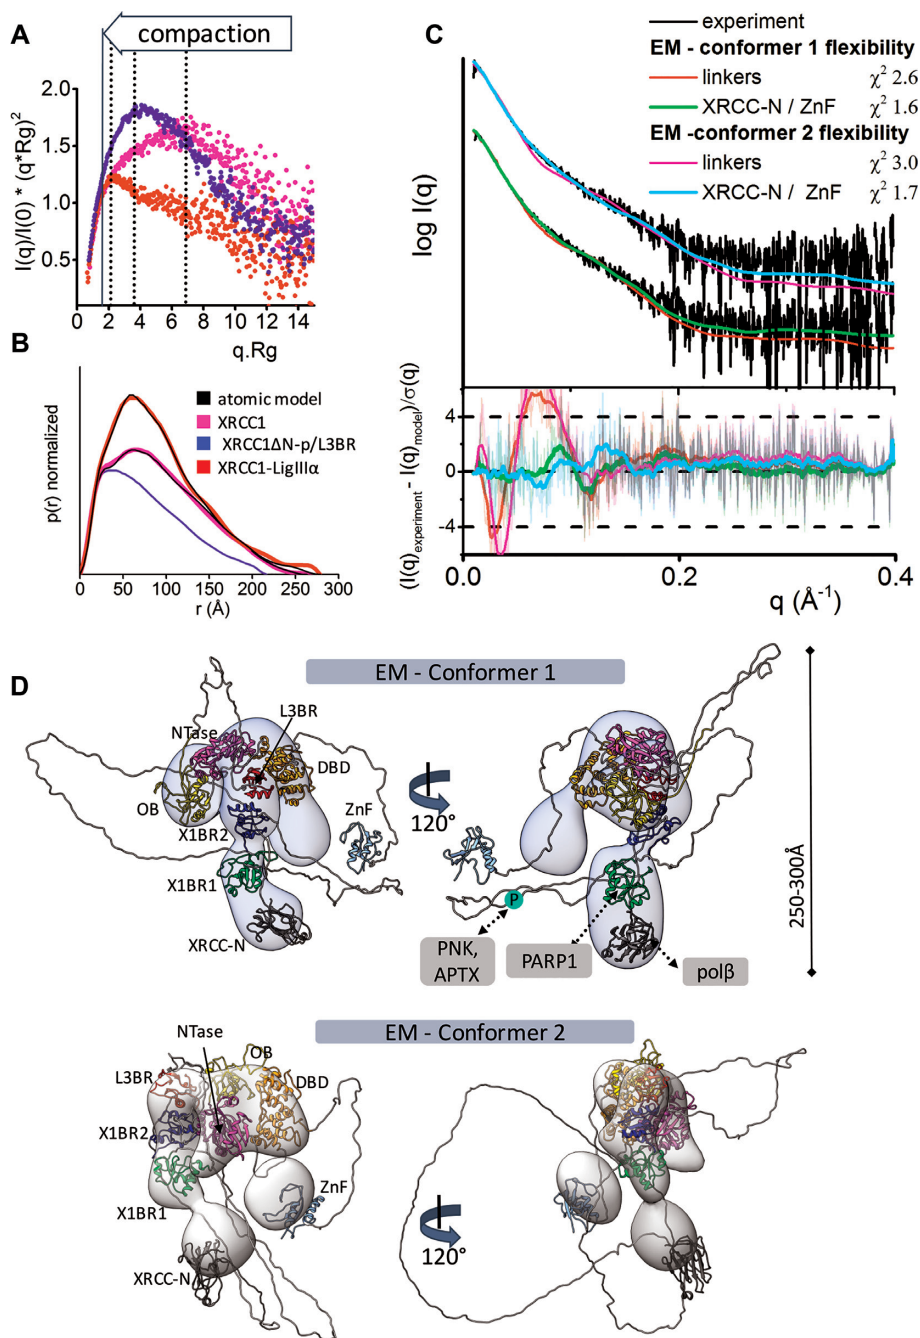 A
compaction
2.0
1.5
1.0
0.5
I(q)/I(0) * (q*Rg)²
0 2 4 6 8 10 12 14
q.Rg
B
atomic model
XRCC1
XRCC1ΔN-p/L3BR
XRCC1-LigIIIα
p(r) normalized
0 50 100 150 200 250 300
r (Å)
C
experiment
EM - conformer 1 flexibility
linkers χ² 2.6
XRCC-N / ZnF χ² 1.6
EM -conformer 2 flexibility
linkers χ² 3.0
XRCC-N / ZnF χ² 1.7
log I(q)
(I(q)experiment - I(q)model)/σ(q)
4
0
-4
0.0 0.2 0.4
q (Å-1)
D
EM - Conformer 1
L3BR
NTase
DBD
OB
ZnF
X1BR2
120°
X1BR1
XRCC-N
P
PNK,
APTX
PARP1
polβ
250-300Å
EM - Conformer 2
NTase
OB
L3BR
DBD
X1BR2
ZnF
X1BR1
120°
XRCC-N